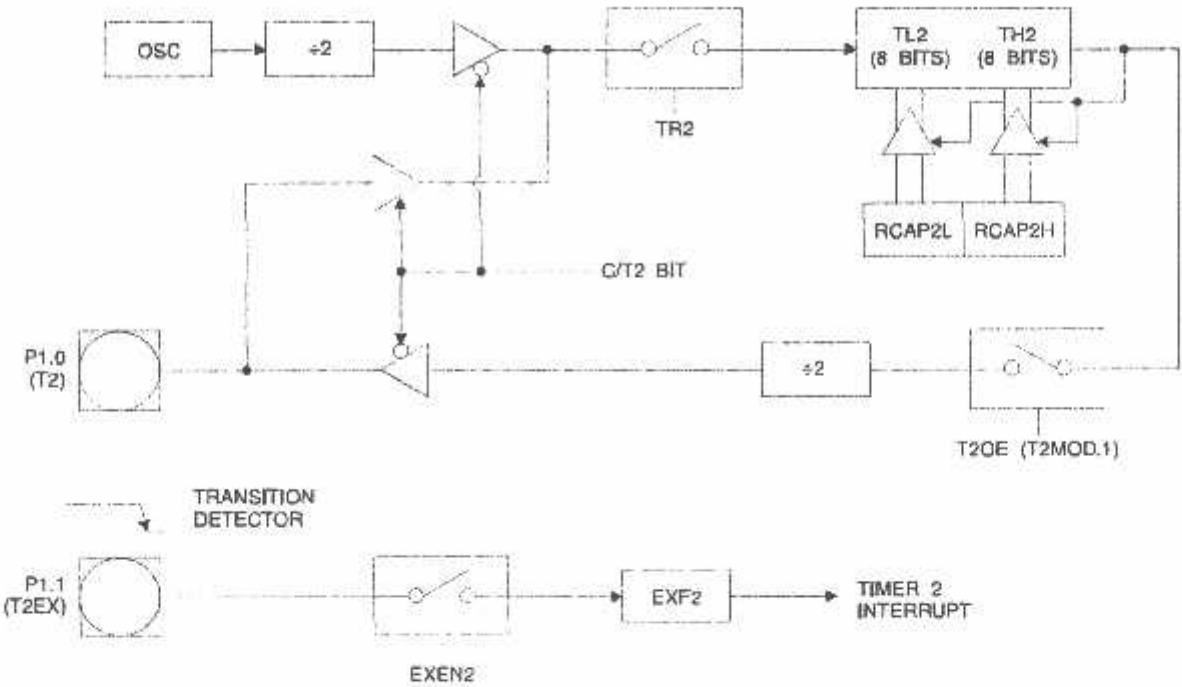 OSC
÷2
TL2
(8 BITS)
TH2
(8 BITS)
TR2
RCAP2L
RCAP2H
C/T2 BIT
P1.0
(T2)
÷2
T2OE (T2MOD.1)
TRANSITION
DETECTOR
P1.1
(T2EX)
EXF2
TIMER 2
INTERRUPT
EXEN2